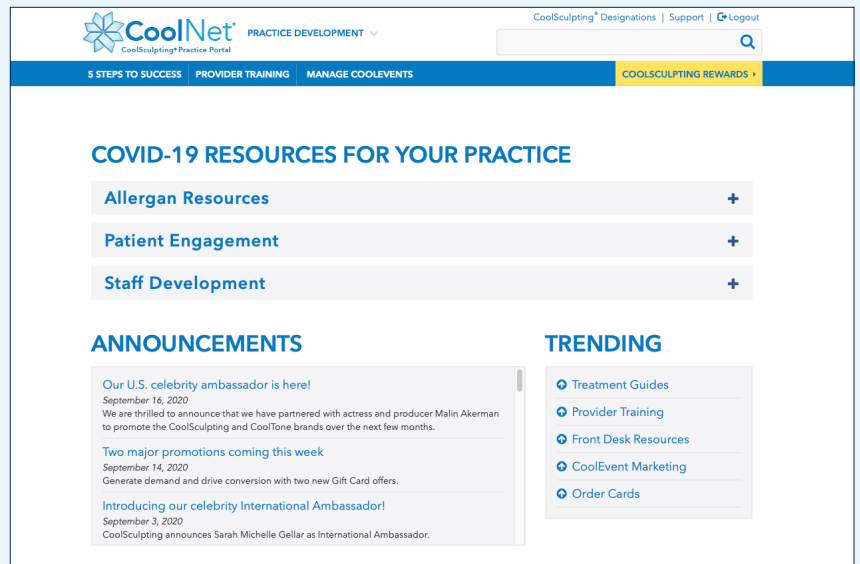 CoolSculpting® Designations | Support | Logout
CoolNet®
CoolSculpting® Practice Portal
PRACTICE DEVELOPMENT
5 STEPS TO SUCCESS
PROVIDER TRAINING
MANAGE COOLEVENTS
COOLSCULPTING REWARDS
COVID-19 RESOURCES FOR YOUR PRACTICE
Allergan Resources +
Patient Engagement +
Staff Development +
ANNOUNCEMENTS
Our U.S. celebrity ambassador is here!
September 16, 2020
We are thrilled to announce that we have partnered with actress and producer Malin Akerman
to promote the CoolSculpting and CoolTone brands over the next few months.
Two major promotions coming this week
September 14, 2020
Generate demand and drive conversion with two new Gift Card offers.
Introducing our celebrity International Ambassador!
September 3, 2020
CoolSculpting announces Sarah Michelle Gellar as International Ambassador.
TRENDING
Treatment Guides
Provider Training
Front Desk Resources
CoolEvent Marketing
Order Cards